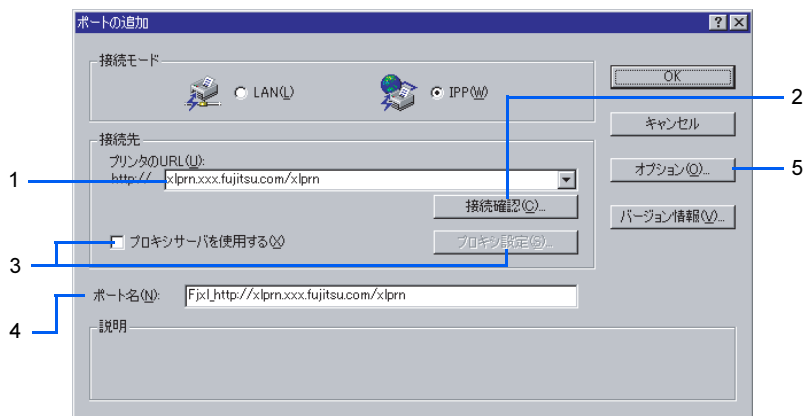 ポートの追加
接続モード
LAN(L)
IPP(W)
OK
2
キャンセル
接続先
プリンタのURL(U):
1
http://
xlprn.xxx.fujitsu.com/xlprn
オプション(O)...
5
接続確認(C)...
バージョン情報(V)...
3
プロキシサーバを使用する(X)
プロキシ設定(S)...
4
ポート名(N):
Fjxl_http://xlprn.xxx.fujitsu.com/xlprn
説明